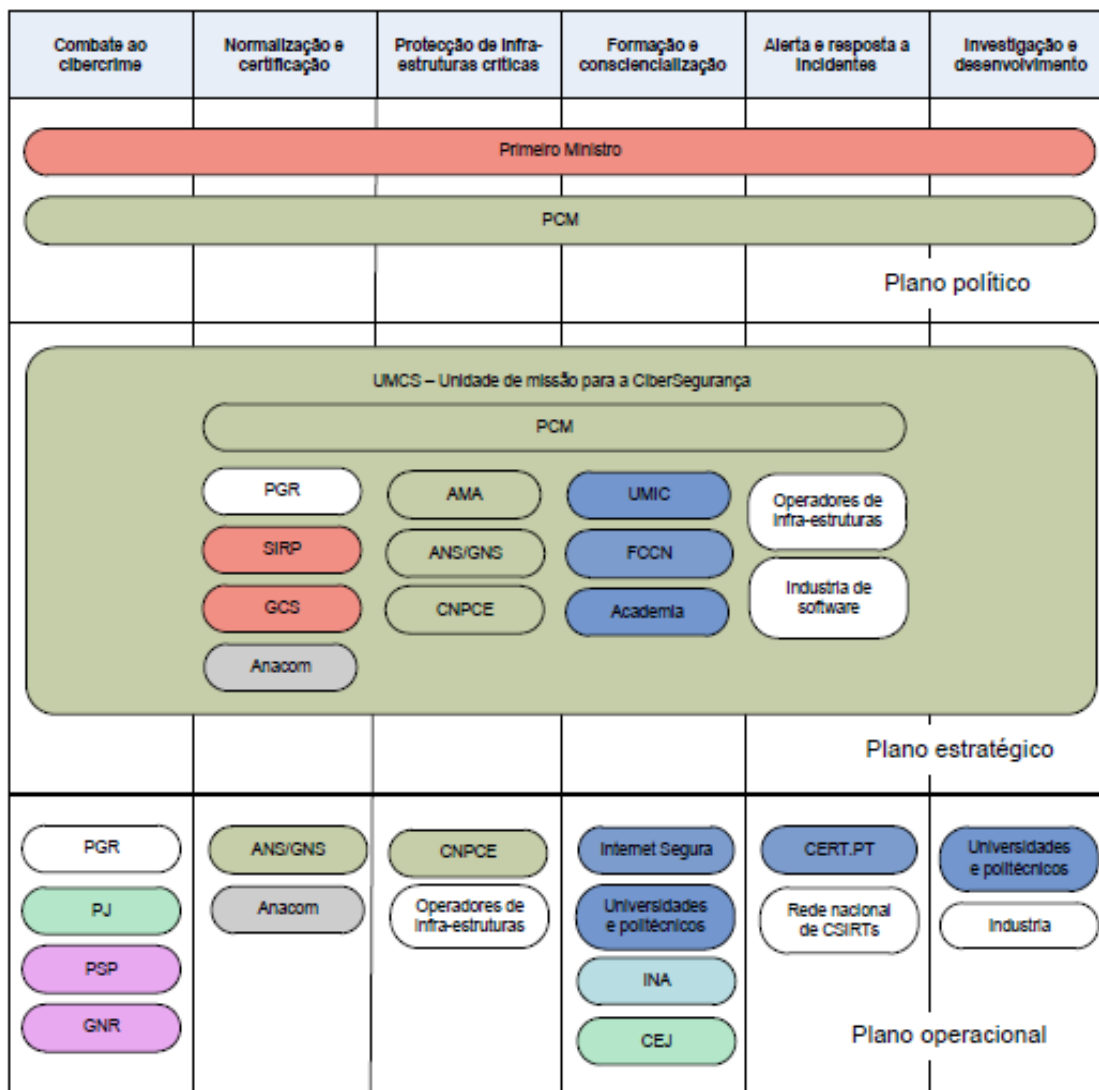 Combate ao
cibercrime
Normalização e
certificação
Protecção de Infra-
estruturas críticas
Formação e
consciencialização
Alerta e resposta a
Incidentes
Investigação e
desenvolvimento
Primeiro Ministro
PCM
Plano político
UMCS – Unidade de missão para a CiberSegurança
PCM
PGR
AMA
UMIC
Operadores de
Infra-estruturas
SIRP
ANS/GNS
FCCN
GCS
CNPCE
Academia
Industria de
software
Anacom
Plano estratégico
PGR
ANS/GNS
CNPCE
Internet Segura
CERT.PT
Universidades
e politécnicos
PJ
Anacom
Operadores de
Infra-estruturas
Universidades
e politécnicos
Rede nacional
de CSIRTs
Industria
PSP
INA
GNR
CEJ
Plano operacional